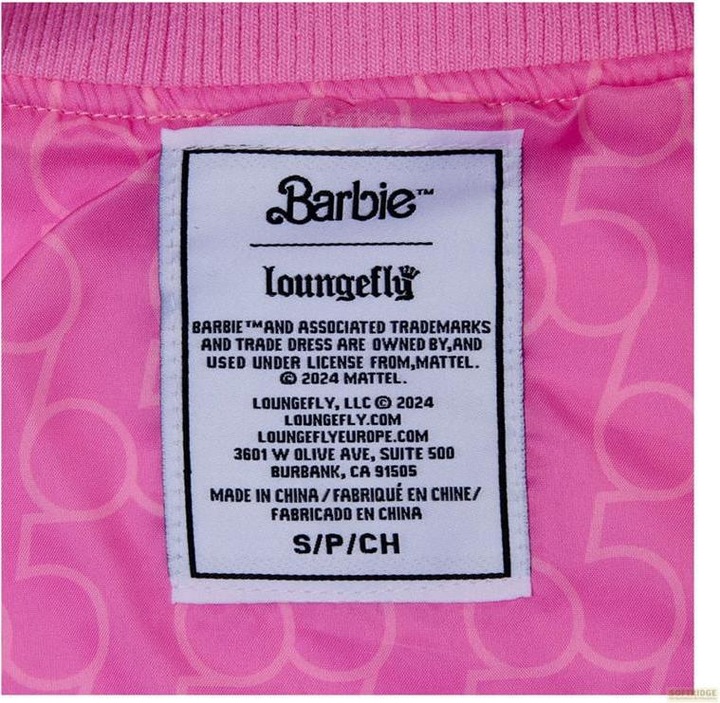 Barbie
Barbie™
loungefly
BARBIE™AND ASSOCIATED TRADEMARKS
AND TRADE DRESS ARE OWNED BY,AND
USED UNDER LICENSE FROM,MATTEL.
© 2024 MATTEL.
LOUNGEFLY, LLC © 2024
LOUNGEFLY.COM
LOUNGEFLYEUROPE.COM
3601 W OLIVE AVE, SUITE 500
BURBANK, CA 91505
MADE IN CHINA/FABRIQUÉ EN CHINE/
FABRICADO EN CHINA
S/P/CH
SOFTRIDGE